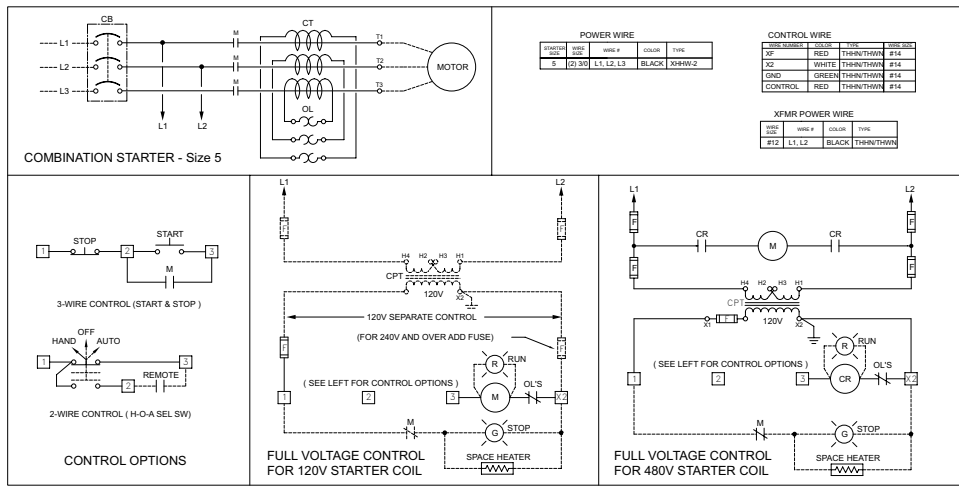 CB
CT
M
L1
T1
M
L2
T2
MOTOR
M
L3
T3
OL
L1
L2
COMBINATION STARTER - Size 5
POWER WIRE
STARTER SIZE WIRE SIZE WIRE # COLOR TYPE
5 (2) 3/0 L1, L2, L3 BLACK XHHW-2
CONTROL WIRE
WIRE NUMBER COLOR TYPE WIRE SIZE
XF RED THHN/THWN #14
X2 WHITE THHN/THWN #14
GND GREEN THHN/THWN #14
CONTROL RED THHN/THWN #14
XFMR POWER WIRE
WIRE SIZE WIRE # COLOR TYPE
#12 L1, L2 BLACK THHN/THWN
STOP
START
1
2
3
M
3-WIRE CONTROL (START & STOP )
OFF
HAND
AUTO
1
3
REMOTE
2
2-WIRE CONTROL ( H-O-A SEL SW)
CONTROL OPTIONS
L1
L2
F
F
H4 H2 H3 H1
CPT
120V
X2
120V SEPARATE CONTROL
(FOR 240V AND OVER ADD FUSE)
F
F
R
RUN
( SEE LEFT FOR CONTROL OPTIONS )
OL'S
1
2
3
M
X2
M
G
STOP
SPACE HEATER
FULL VOLTAGE CONTROL
FOR 120V STARTER COIL
L1
L2
F
F
CR
M
CR
F
F
H4 H2 H3 H1
CPT
X1
F
120V
X2
R
RUN
( SEE LEFT FOR CONTROL OPTIONS )
OL'S
1
2
3
CR
X2
M
G
STOP
SPACE HEATER
FULL VOLTAGE CONTROL
FOR 480V STARTER COIL